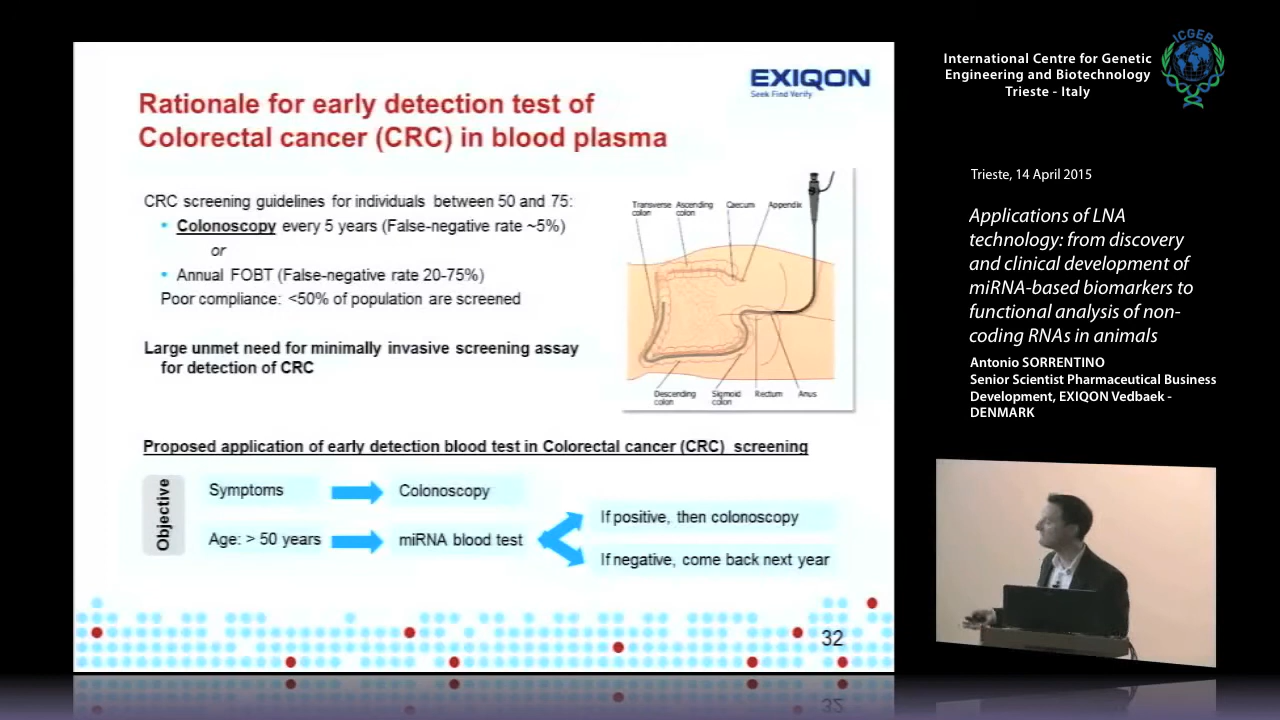 EXIQON
Seek Find Verify
Rationale for early detection test of
Colorectal cancer (CRC) in blood plasma
CRC screening guidelines for individuals between 50 and 75:
• Colonoscopy every 5 years (False-negative rate ~5%)
or
• Annual FOBT (False-negative rate 20-75%)
Poor compliance: <50% of population are screened
Large unmet need for minimally invasive screening assay
for detection of CRC
Transverse colon
Ascending colon
Caecum
Appendix
Descending colon
Sigmoid colon
Rectum
Anus
Proposed application of early detection blood test in Colorectal cancer (CRC) screening
Objective
Symptoms
Colonoscopy
Age: > 50 years
miRNA blood test
If positive, then colonoscopy
If negative, come back next year
32
International Centre for Genetic
Engineering and Biotechnology
Trieste - Italy
ICGEB
Trieste, 14 April 2015
Applications of LNA
technology: from discovery
and clinical development of
miRNA-based biomarkers to
functional analysis of non-
coding RNAs in animals
Antonio SORRENTINO
Senior Scientist Pharmaceutical Business
Development, EXIQON Vedbaek -
DENMARK